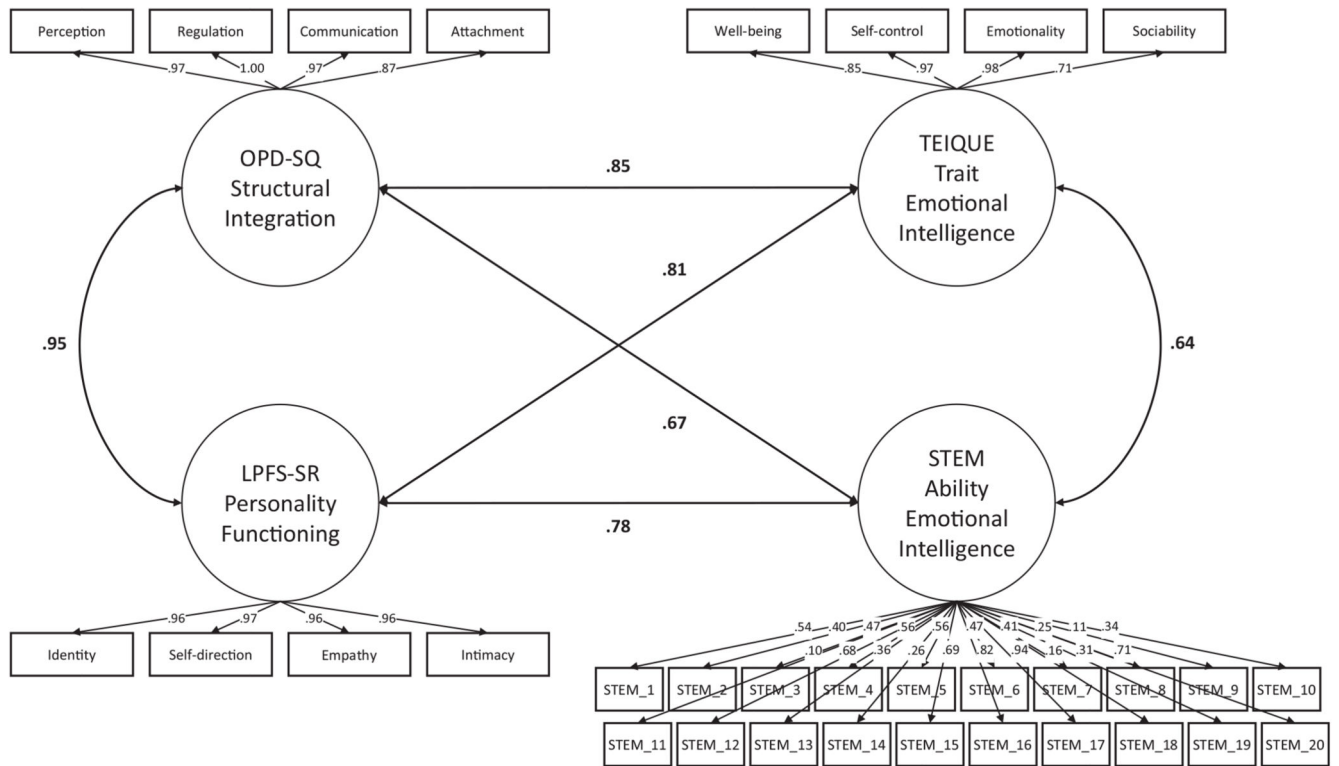 Perception Regulation Communication Attachment
Well-being Self-control Emotionality Sociability
.97 1.00 .97 .87
.85 .97 .98 .71
OPD-SQ
Structural
Integration
TEIQUE
Trait
Emotional
Intelligence
.85
.81
.95
.64
.67
LPFS-SR
Personality
Functioning
STEM
Ability
Emotional
Intelligence
.78
.96 .97 .96 .96
Identity Self-direction Empathy Intimacy
.54 .40 .47 .56 .56 .47 .41 .25 .11 .34
.10 .68 .36 .26 .69 .82 .94 .16 .31 .71
STEM_1 STEM_2 STEM_3 STEM_4 STEM_5 STEM_6 STEM_7 STEM_8 STEM_9 STEM_10
STEM_11 STEM_12 STEM_13 STEM_14 STEM_15 STEM_16 STEM_17 STEM_18 STEM_19 STEM_20